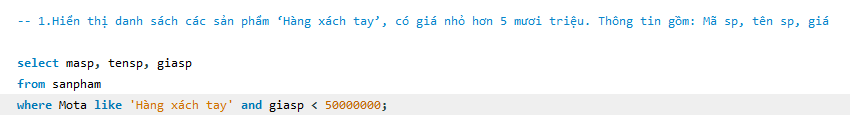 -- 1.Hiển thị danh sách các sản phẩm ‘Hàng xách tay’, có giá nhỏ hơn 5 mươi triệu. Thông tin gồm: Mã sp, tên sp, giá
select masp, tensp, giasp
from sanpham
where Mota like 'Hàng xách tay' and giasp < 50000000;